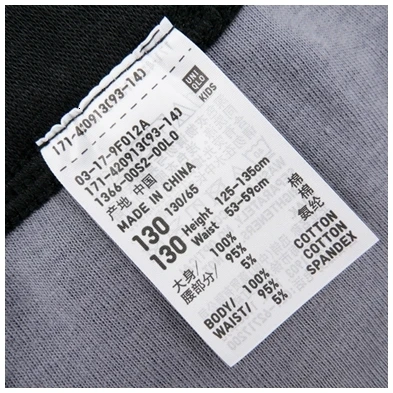 171-420913(93-14)
UNI
QLO
KIDS
03-17-9F012A
171-420913(93-14)
1366-00S2-00L0
产地 中国
MADE IN CHINA
130 130/65
130 Height 125-135cm
Waist 53-59cm
大身/ 100% 棉
腰部分/ 95% 棉
5% 氨纶
BODY/ 100% COTTON
WAIST/ 95% COTTON
5% SPANDEX